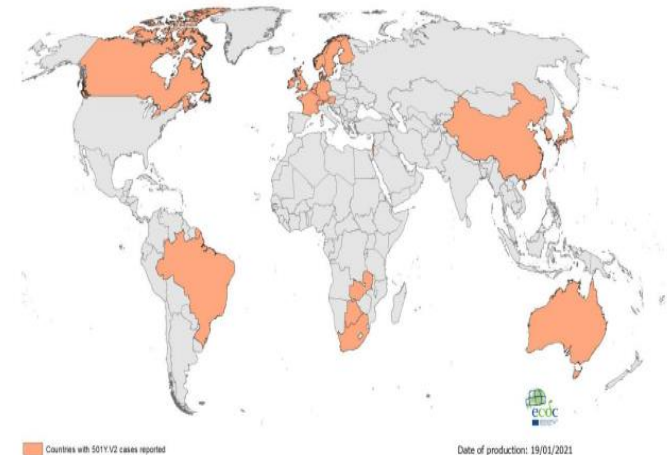 ecdc
Countries with 501Y.V2 cases reported
Date of production: 19/01/2021